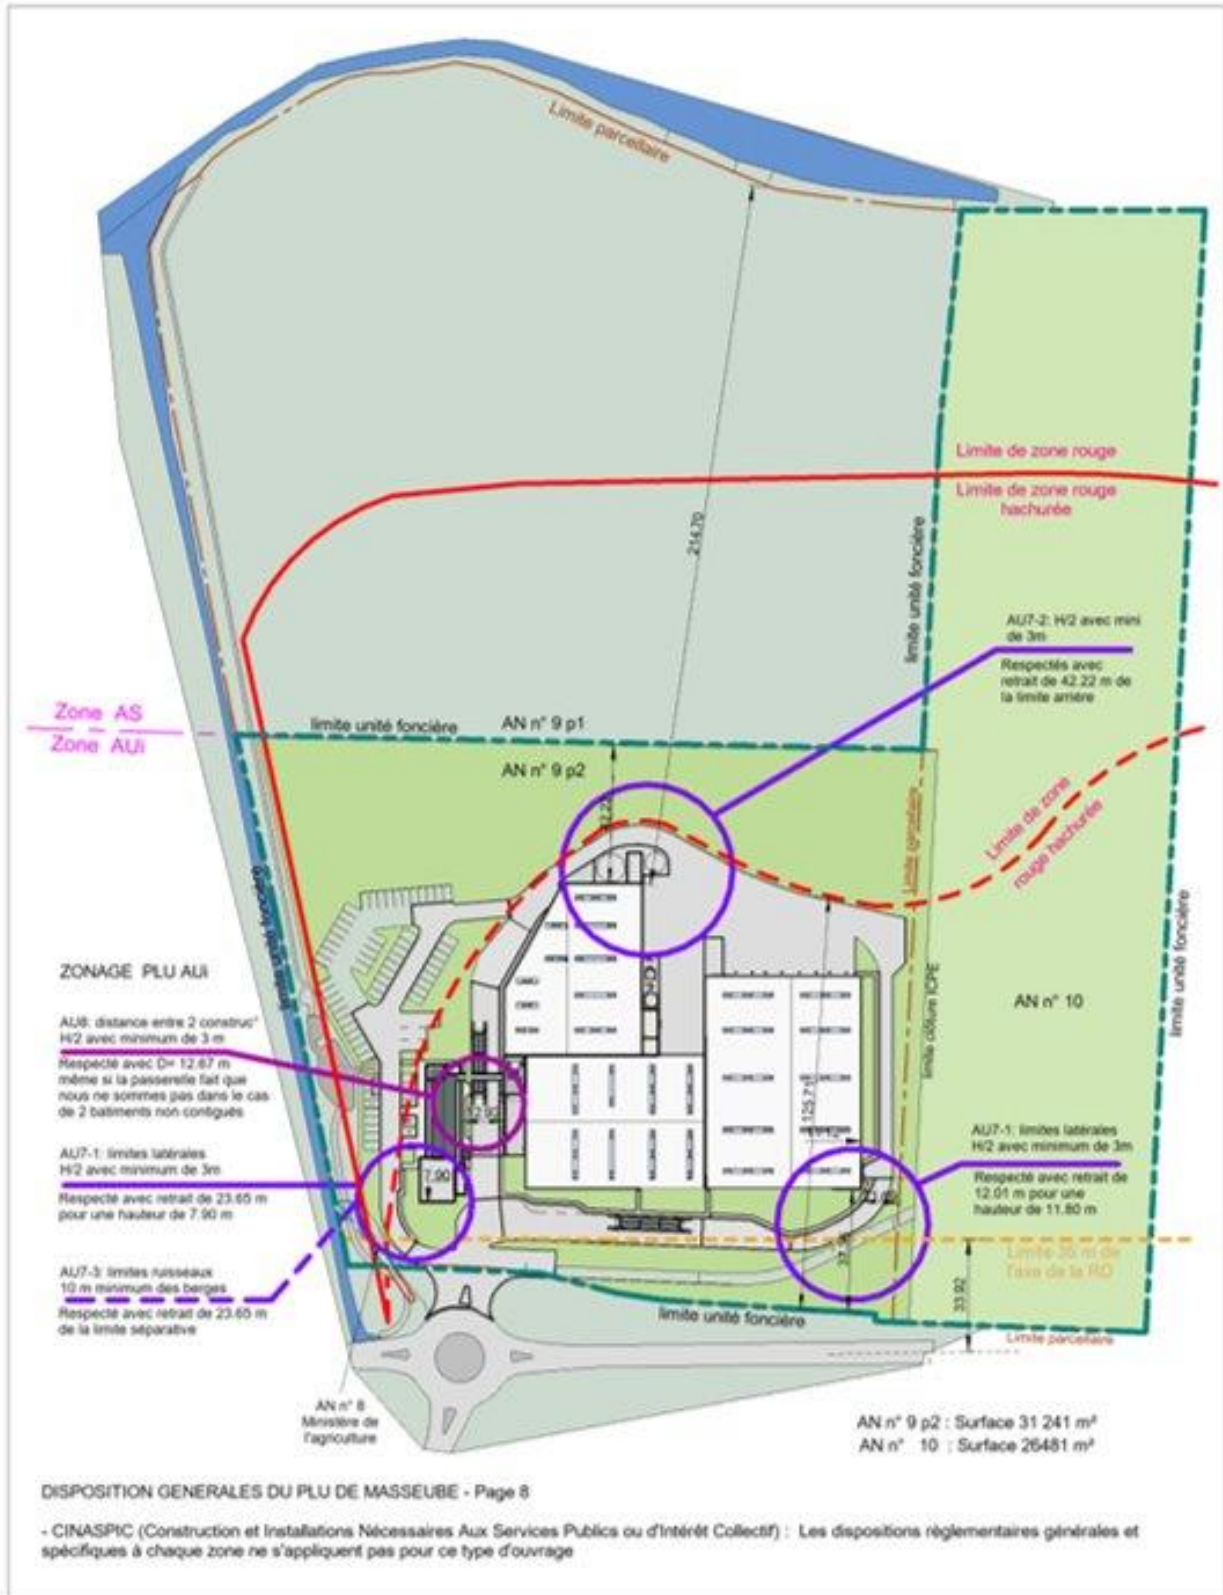 Limite parcellaire
Limite de zone rouge
Limite de zone rouge
hachurée
214.70
limite unité foncière
AU7-2: H/2 avec mini
de 3m
Respectés avec
retrait de 42.22 m de
la limite arrière
Zone AS
Zone AUi
limite unité foncière
AN n° 9 p1
AN n° 9 p2
Limite parcellaire
Limite de zone
rouge hachurée
limite unité foncière
limite unité foncière
ZONAGE PLU AUi
AU8: distance entre 2 construc°
H/2 avec minimum de 3 m
Respecté avec D= 12.67 m
même si la passerelle fait que
nous ne sommes pas dans le cas
de 2 batiments non contigués
AN n° 10
limite clôture ICPE
125.71
AU7-1: limites latérales
H/2 avec minimum de 3m
Respecté avec retrait de 23.65 m
pour une hauteur de 7.90 m
7.90
AU7-1: limites latérales
H/2 avec minimum de 3m
Respecté avec retrait de
12.01 m pour une
hauteur de 11.80 m
Limite 35 m de
l'axe de la RD
AU7-3: limites ruisseaux
10 m minimum des berges
Respecté avec retrait de 23.65 m
de la limite séparative
33.92
limite unité foncière
Limite parcellaire
AN n° 8
Ministère de
l'agriculture
AN n° 9 p2 : Surface 31 241 m²
AN n° 10 : Surface 26481 m²
DISPOSITION GENERALES DU PLU DE MASSEUBE - Page 8
- CINASPIC (Construction et Installations Nécessaires Aux Services Publics ou d'Intérêt Collectif) : Les dispositions règlementaires générales et
spécifiques à chaque zone ne s'appliquent pas pour ce type d'ouvrage